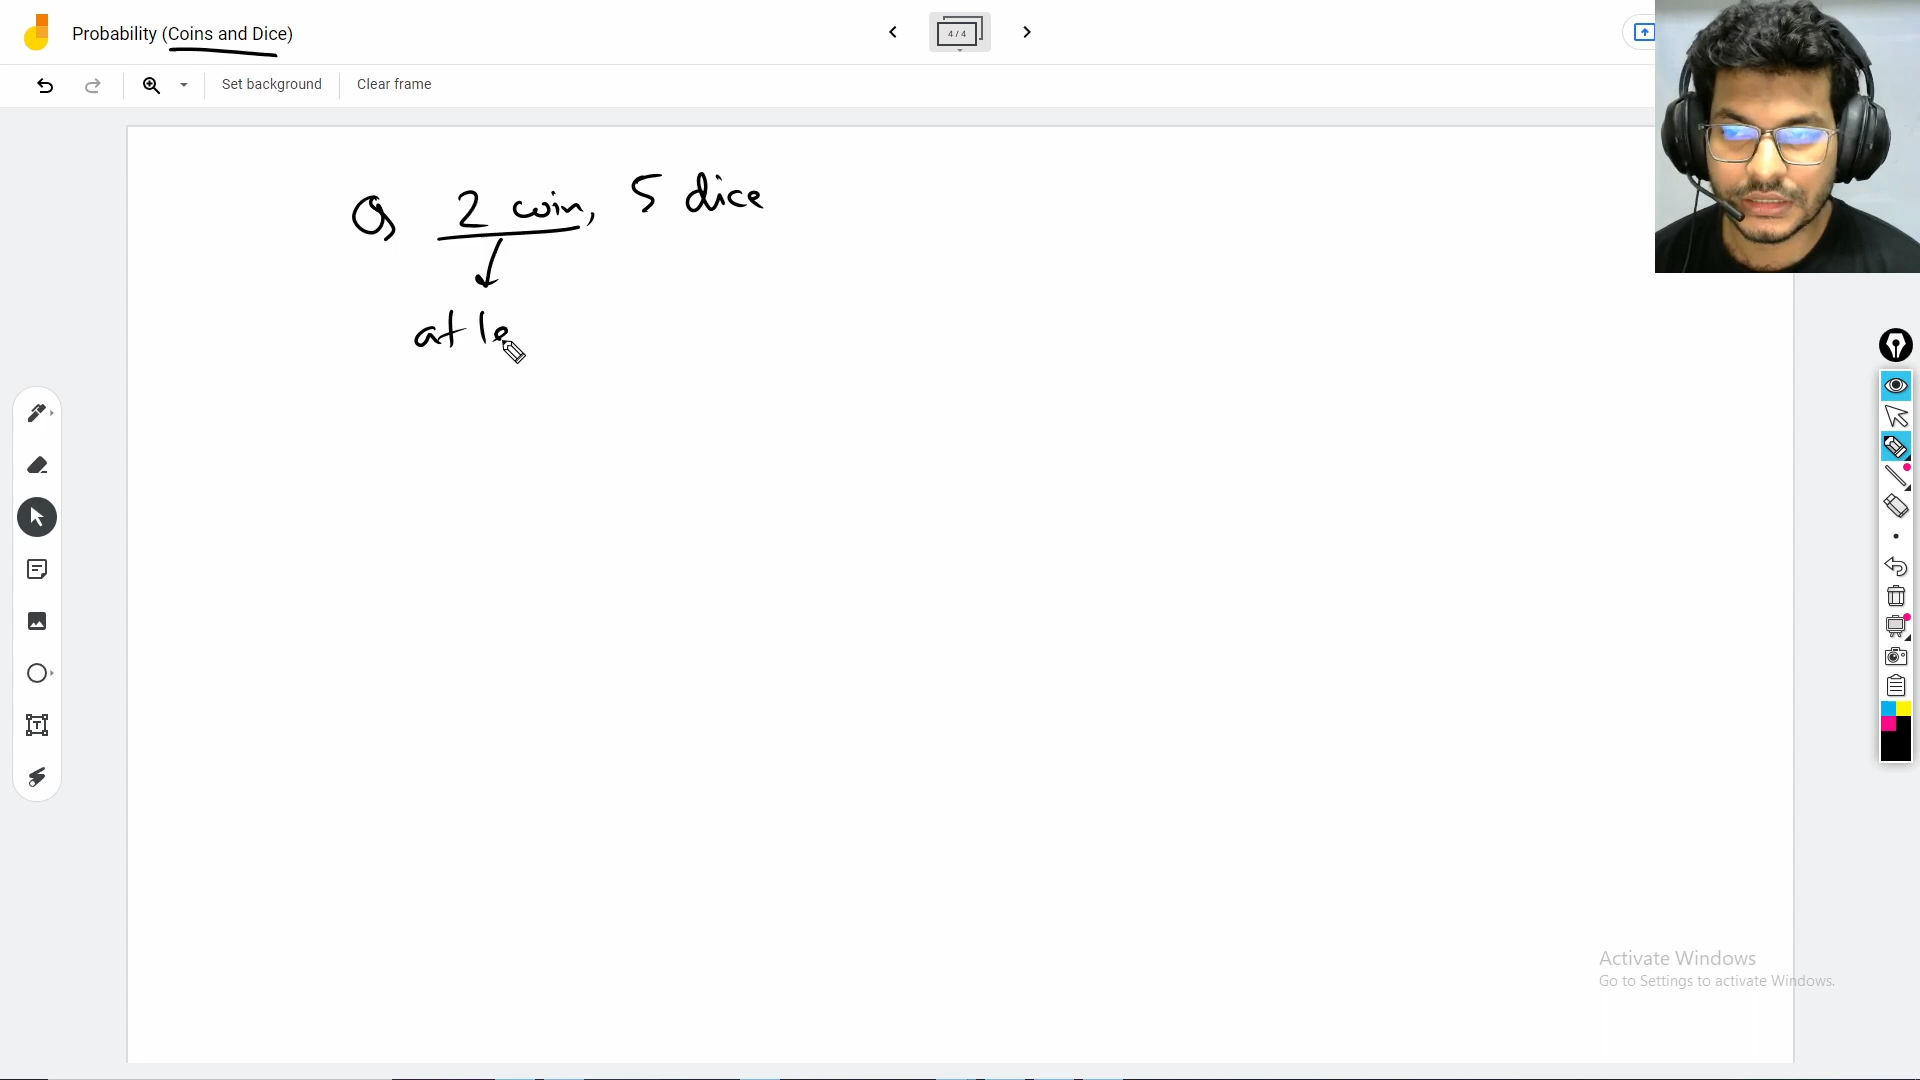 Probability (Coins and Dice)
4 / 4
Set background
Clear frame
Q 2 coin, 5 dice
at le
T
Activate Windows
Go to Settings to activate Windows.